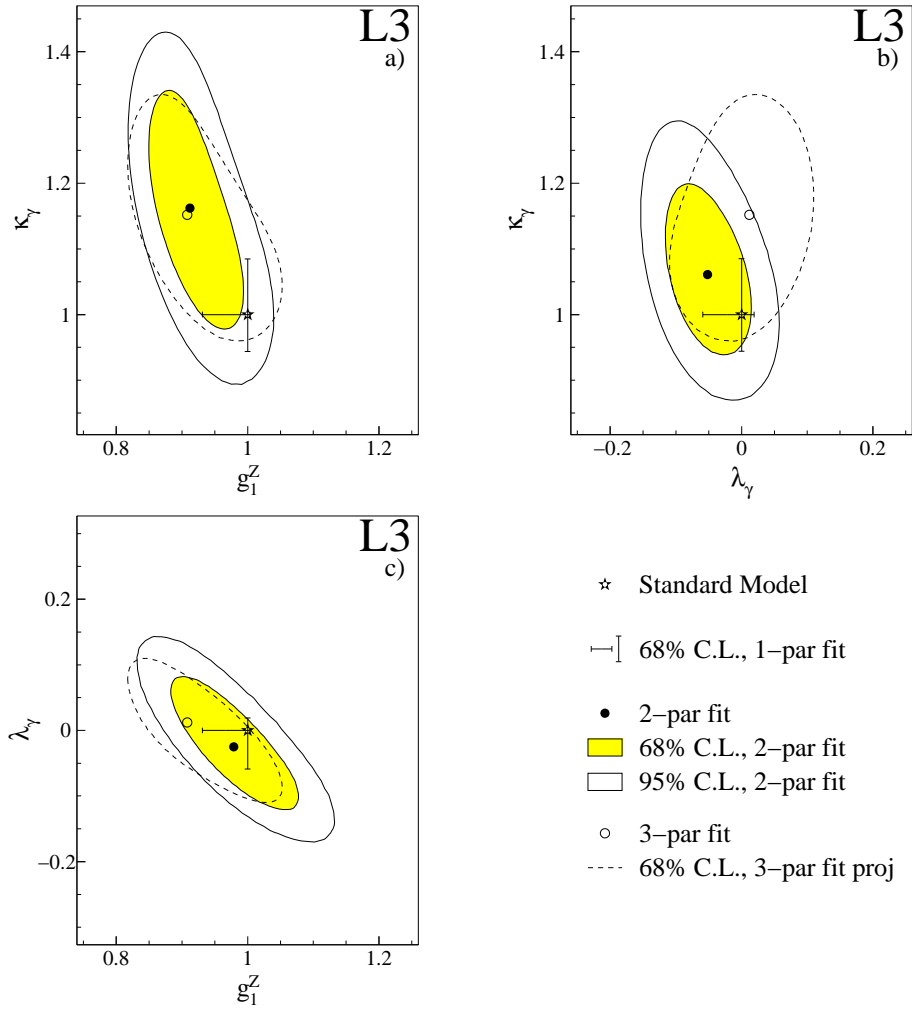 L3
a)
1.4
1.2
1
κγ
0.8
1
1.2
g₁ᶻ
L3
b)
1.4
1.2
1
κγ
−0.2
0
0.2
λγ
L3
c)
0.2
0
−0.2
λγ
0.8
1
1.2
g₁ᶻ
Standard Model
68% C.L., 1−par fit
2−par fit
68% C.L., 2−par fit
95% C.L., 2−par fit
3−par fit
68% C.L., 3−par fit proj